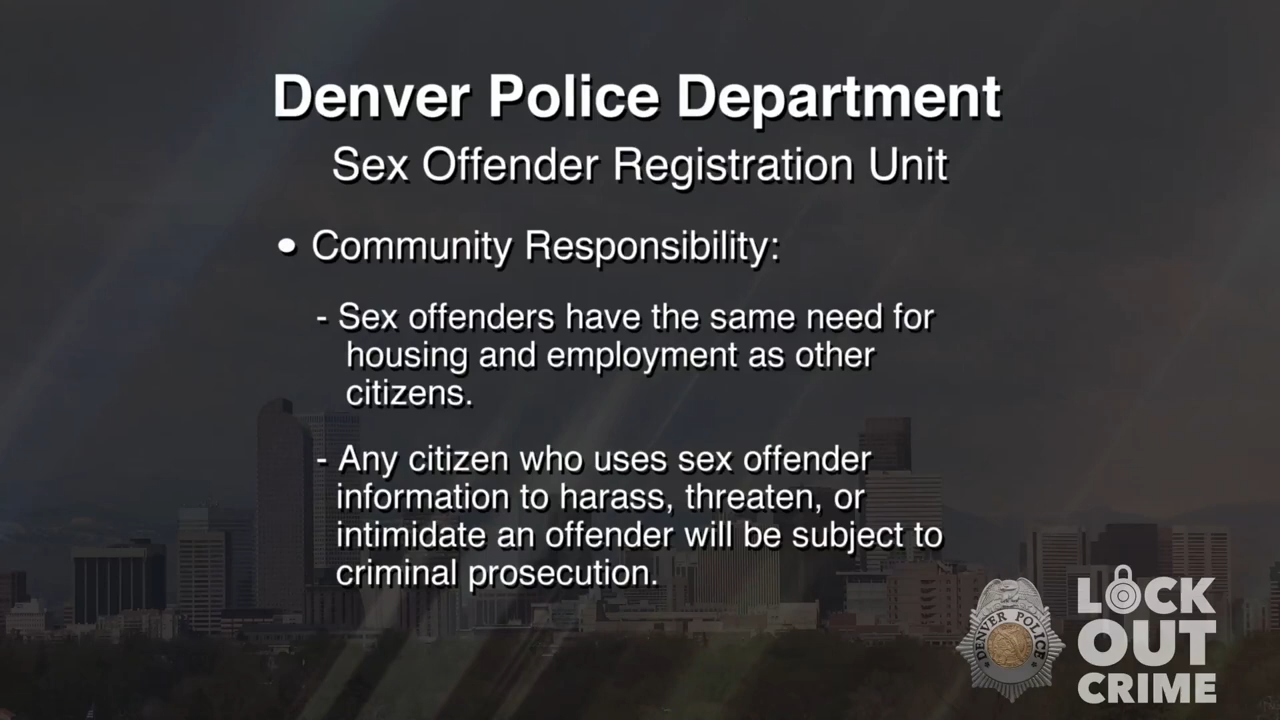 Denver Police Department
Sex Offender Registration Unit
• Community Responsibility:
- Sex offenders have the same need for
housing and employment as other
citizens.
- Any citizen who uses sex offender
information to harass, threaten, or
intimidate an offender will be subject to
criminal prosecution.
DENVER POLICE
LOCK
OUT
CRIME